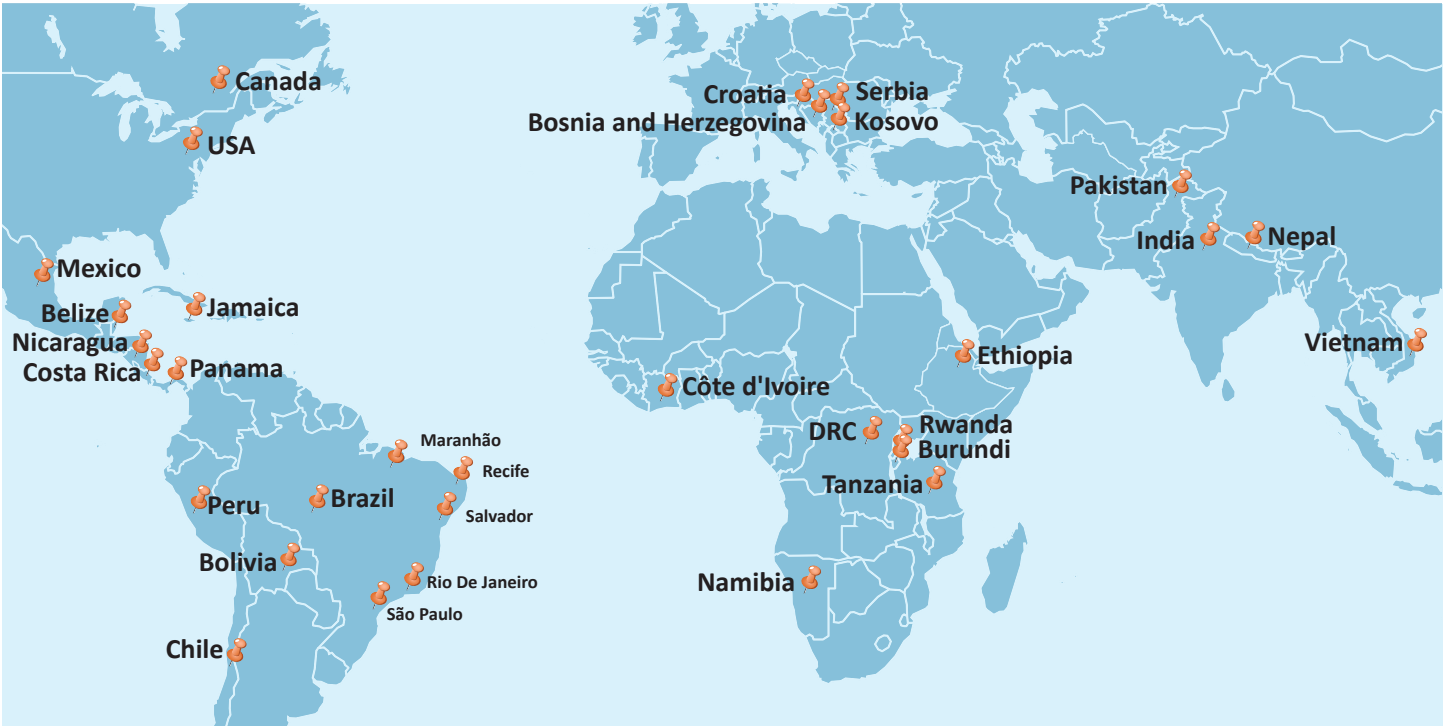 Canada
USA
Mexico
Belize
Jamaica
Nicaragua
Costa Rica
Panama
Maranhão
Recife
Peru
Brazil
Salvador
Bolivia
Rio De Janeiro
São Paulo
Chile
Croatia
Serbia
Bosnia and Herzegovina
Kosovo
Pakistan
India
Nepal
Vietnam
Ethiopia
Côte d'Ivoire
DRC
Rwanda
Burundi
Tanzania
Namibia